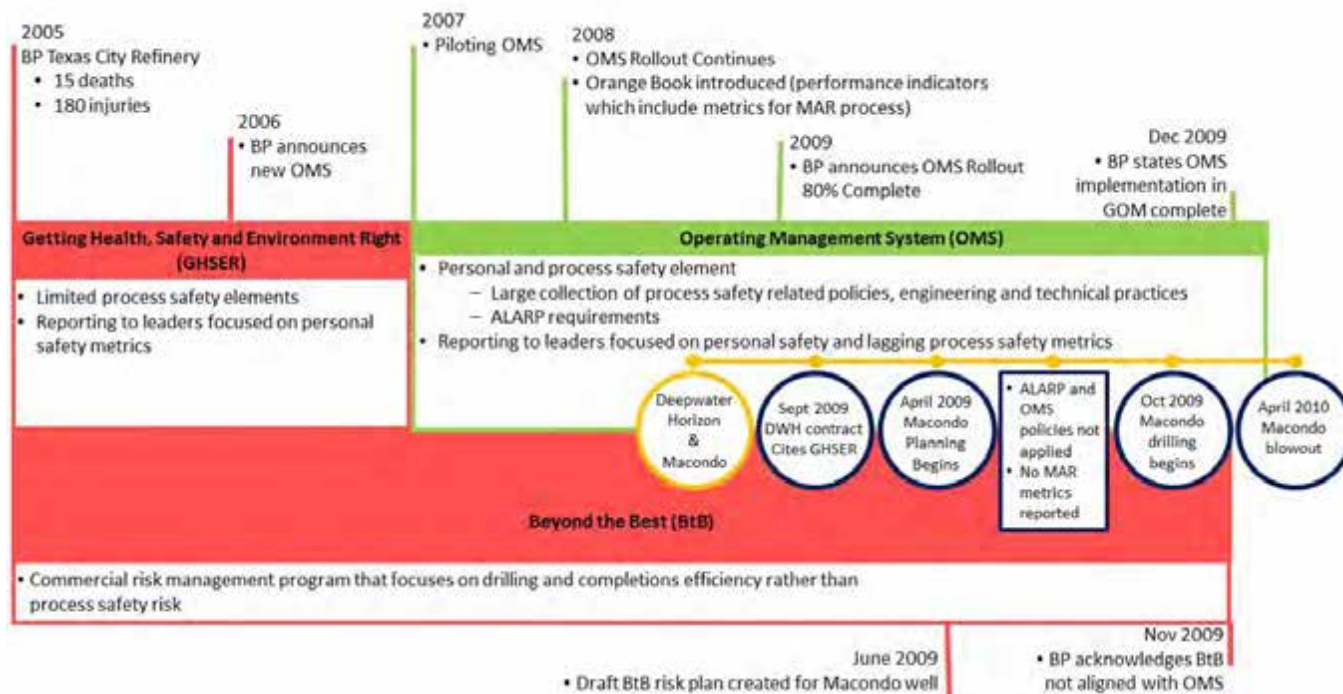 2005
BP Texas City Refinery
• 15 deaths
• 180 injuries
2006
• BP announces
new OMS
2007
• Piloting OMS
2008
• OMS Rollout Continues
• Orange Book introduced (performance indicators
which include metrics for MAR process)
2009
• BP announces OMS Rollout
80% Complete
Dec 2009
• BP states OMS
implementation in
GOM complete
Getting Health, Safety and Environment Right
(GHSER)
• Limited process safety elements
• Reporting to leaders focused on personal
safety metrics
Operating Management System (OMS)
• Personal and process safety element
– Large collection of process safety related policies, engineering and technical practices
– ALARP requirements
• Reporting to leaders focused on personal safety and lagging process safety metrics
Deepwater
Horizon
&
Macondo
Sept 2009
DWH contract
Cites GHSER
April 2009
Macondo
Planning
Begins
• ALARP and
OMS
policies not
applied
• No MAR
metrics
reported
Oct 2009
Macondo
drilling
begins
April 2010
Macondo
blowout
Beyond the Best (BtB)
• Commercial risk management program that focuses on drilling and completions efficiency rather than
process safety risk
June 2009
• Draft BtB risk plan created for Macondo well
Nov 2009
• BP acknowledges BtB
not aligned with OMS